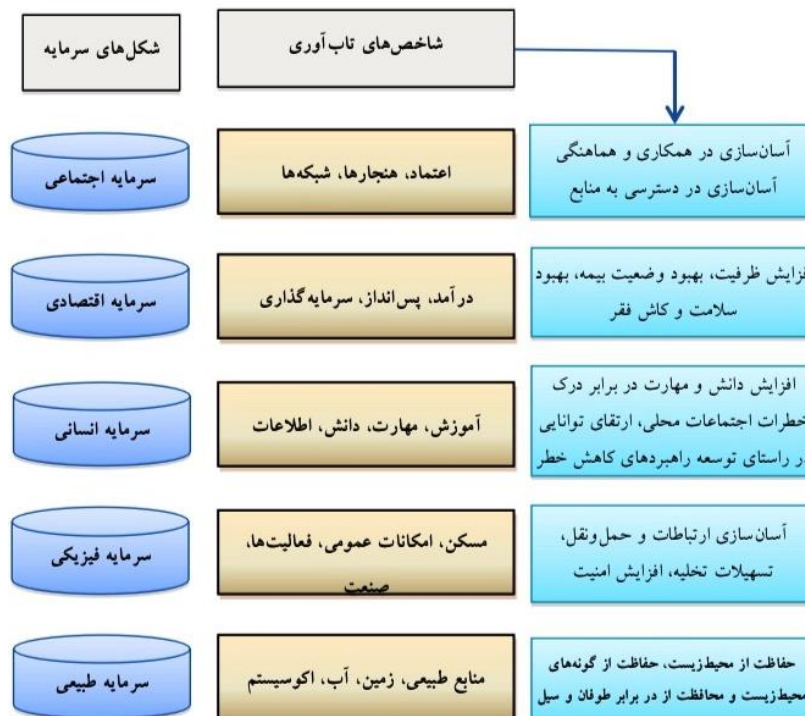 شکل‌های سرمایه
شاخص‌های تاب‌آوری
سرمایه اجتماعی
اعتماد، هنجارها، شبکه‌ها
آسان‌سازی در همکاری و هماهنگی
آسان‌سازی در دسترسی به منابع
سرمایه اقتصادی
درآمد، پس‌انداز، سرمایه‌گذاری
فزایش ظرفیت، بهبود وضعیت بیمه، بهبود
سلامت و کاش فقر
سرمایه انسانی
آموزش، مهارت، دانش، اطلاعات
افزایش دانش و مهارت در برابر درک
خطرات اجتماعات محلی، ارتقای توانایی
در راستای توسعه راهبردهای کاهش خطر
سرمایه فیزیکی
مسکن، امکانات عمومی، فعالیت‌ها،
صنعت
آسان‌سازی ارتباطات و حمل‌ونقل،
تسهیلات تخلیه، افزایش امنیت
سرمایه طبیعی
منابع طبیعی، زمین، آب، اکوسیستم
حفاظت از محیط‌زیست، حفاظت از گونه‌های
محیط‌زیست و محافظت از در برابر طوفان و سیل